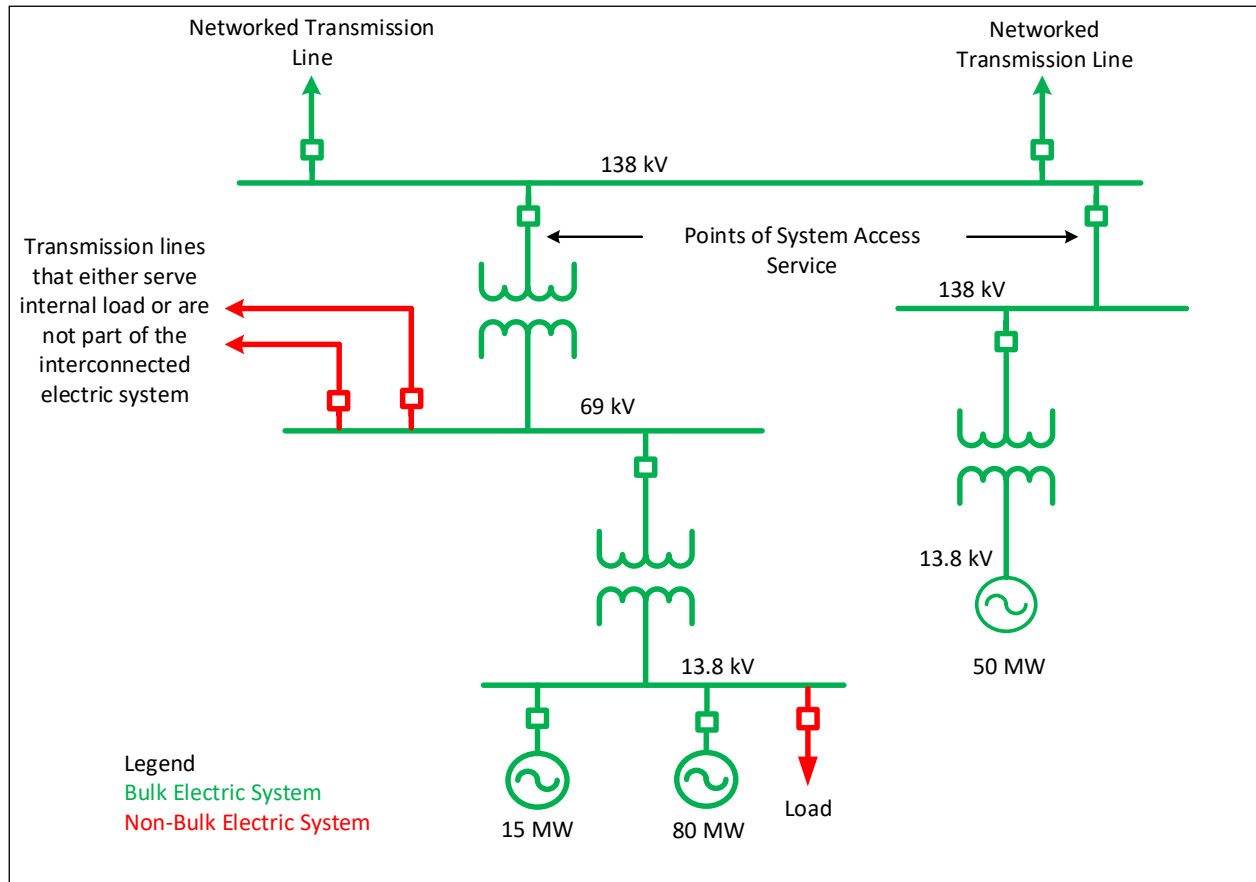 Networked Transmission
Line
Networked
Transmission Line
138 kV
Transmission lines
that either serve
internal load or are
not part of the
interconnected
electric system
Points of System Access
Service
138 kV
69 kV
13.8 kV
50 MW
13.8 kV
Legend
Bulk Electric System
Non-Bulk Electric System
15 MW
80 MW
Load